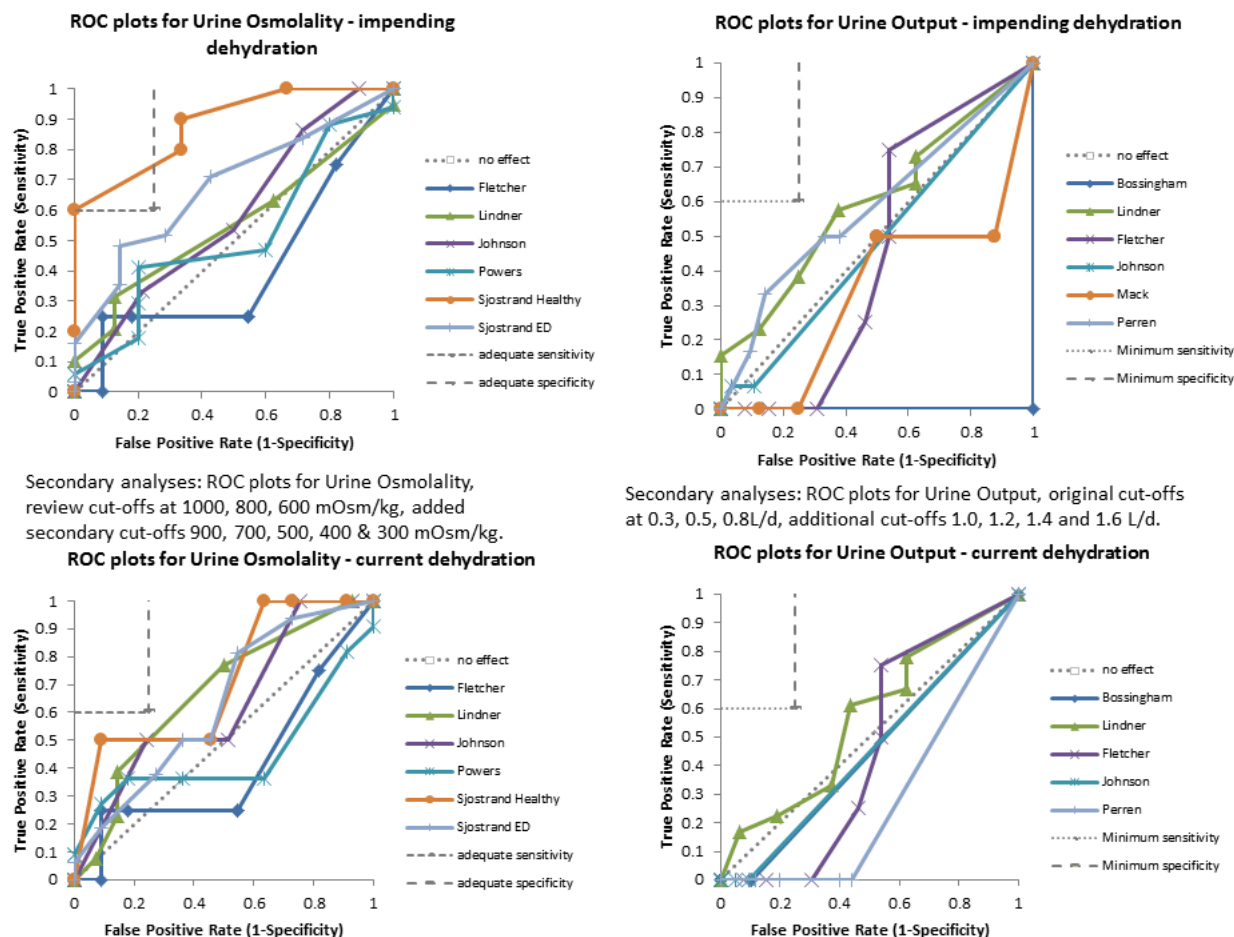 ROC plots for Urine Osmolality - impending
dehydration
True Positive Rate (Sensitivity)
1
0.9
0.8
0.7
0.6
0.5
0.4
0.3
0.2
0.1
0
0 0.2 0.4 0.6 0.8 1
False Positive Rate (1-Specificity)
no effect
Fletcher
Lindner
Johnson
Powers
Sjostrand Healthy
Sjostrand ED
adequate sensitivity
adequate specificity
Secondary analyses: ROC plots for Urine Osmolality,
review cut-offs at 1000, 800, 600 mOsm/kg, added
secondary cut-offs 900, 700, 500, 400 & 300 mOsm/kg.
ROC plots for Urine Output - impending dehydration
True Positive Rate (Sensitivity)
1
0.9
0.8
0.7
0.6
0.5
0.4
0.3
0.2
0.1
0
0 0.2 0.4 0.6 0.8 1
False Positive Rate (1-Specificity)
no effect
Bossingham
Lindner
Fletcher
Johnson
Mack
Perren
Minimum sensitivity
Minimum specificity
Secondary analyses: ROC plots for Urine Output, original cut-offs
at 0.3, 0.5, 0.8L/d, additional cut-offs 1.0, 1.2, 1.4 and 1.6 L/d.
ROC plots for Urine Osmolality - current dehydration
True Positive Rate (Sensitivity)
1
0.9
0.8
0.7
0.6
0.5
0.4
0.3
0.2
0.1
0
0 0.2 0.4 0.6 0.8 1
False Positive Rate (1-Specificity)
no effect
Fletcher
Lindner
Johnson
Powers
Sjostrand Healthy
Sjostrand ED
adequate sensitivity
adequate specificity
ROC plots for Urine Output - current dehydration
True Positive Rate (Sensitivity)
1
0.9
0.8
0.7
0.6
0.5
0.4
0.3
0.2
0.1
0
0 0.2 0.4 0.6 0.8 1
False Positive Rate (1-Specificity)
no effect
Bossingham
Lindner
Fletcher
Johnson
Perren
Minimum sensitivity
Minimum specificity